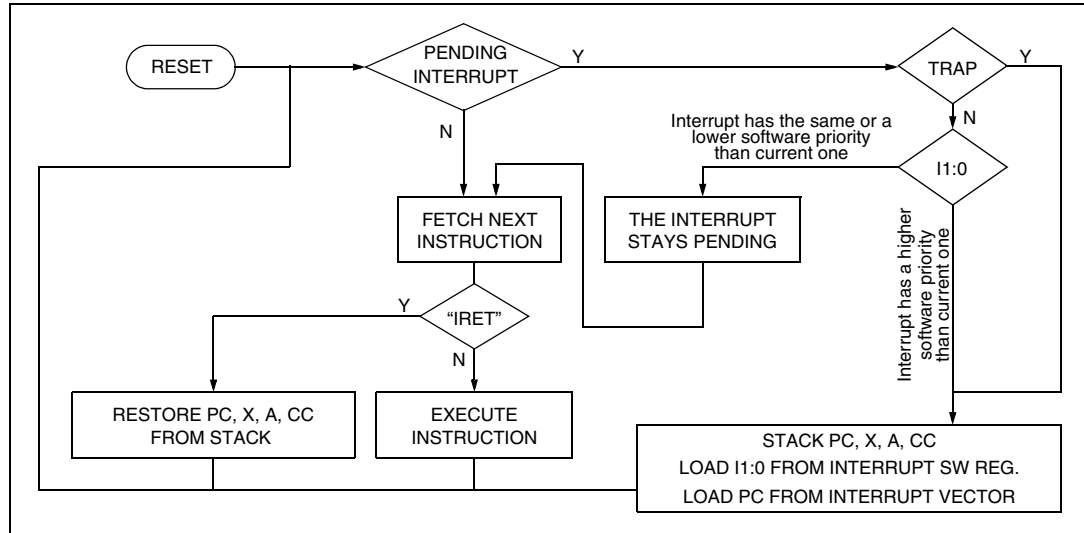 RESET
PENDING
INTERRUPT
Y
TRAP
Y
N
N
Interrupt has the same or a
lower software priority
than current one
I1:0
FETCH NEXT
INSTRUCTION
THE INTERRUPT
STAYS PENDING
Interrupt has a higher
software priority
than current one
Y
“IRET”
N
RESTORE PC, X, A, CC
FROM STACK
EXECUTE
INSTRUCTION
STACK PC, X, A, CC
LOAD I1:0 FROM INTERRUPT SW REG.
LOAD PC FROM INTERRUPT VECTOR